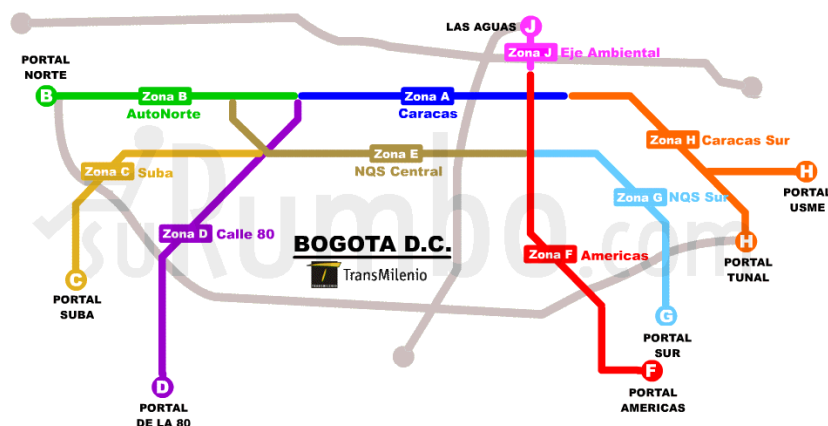 LAS AGUAS
J
Zona J Eje Ambiental
PORTAL
NORTE
B
Zona B
AutoNorte
Zona A
Caracas
Zona H Caracas Sur
Zona C Suba
Zona E
NQS Central
H
PORTAL
USME
Zona G NQS Sur
Zona D Calle 80
BOGOTA D.C.
TransMilenio
Zona F Americas
H
PORTAL
TUNAL
C
PORTAL
SUBA
G
PORTAL
SUR
D
PORTAL
DE LA 80
F
PORTAL
AMERICAS
suRumbo.com